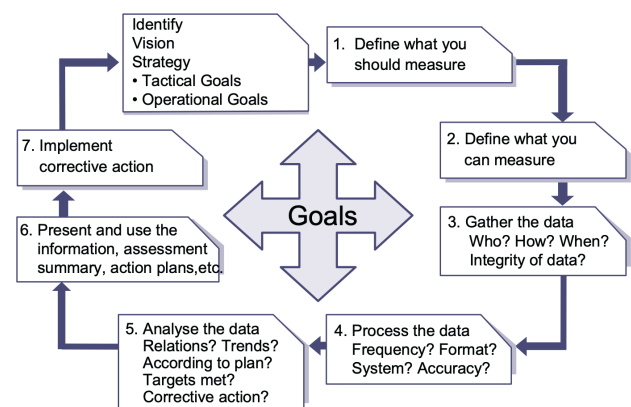 Identify
Vision
Strategy
• Tactical Goals
• Operational Goals
1. Define what you
should measure
2. Define what you
can measure
3. Gather the data
Who? How? When?
Integrity of data?
4. Process the data
Frequency? Format?
System? Accuracy?
5. Analyse the data
Relations? Trends?
According to plan?
Targets met?
Corrective action?
6. Present and use the
information, assessment
summary, action plans,etc.
7. Implement
corrective action
Goals